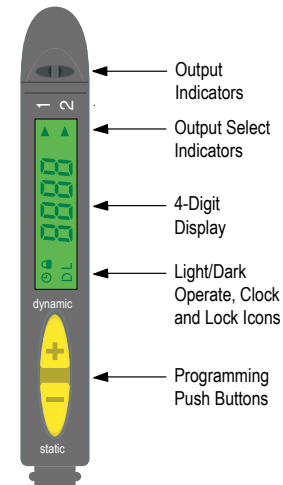 Output
Indicators
1 2
Output Select
Indicators
8888
4-Digit
Display
D L
Light/Dark
Operate, Clock
and Lock Icons
dynamic
+
Programming
Push Buttons
−
static